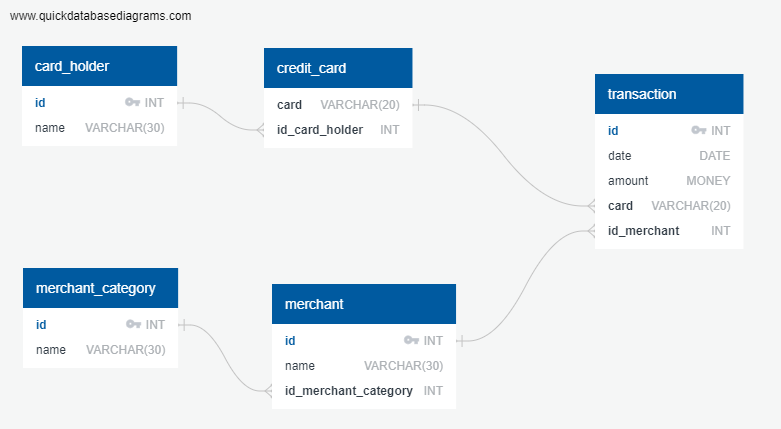 www.quickdatabasediagrams.com
card_holder
id INT
name VARCHAR(30)
credit_card
card VARCHAR(20)
id_card_holder INT
transaction
id INT
date DATE
amount MONEY
card VARCHAR(20)
id_merchant INT
merchant_category
id INT
name VARCHAR(30)
merchant
id INT
name VARCHAR(30)
id_merchant_category INT